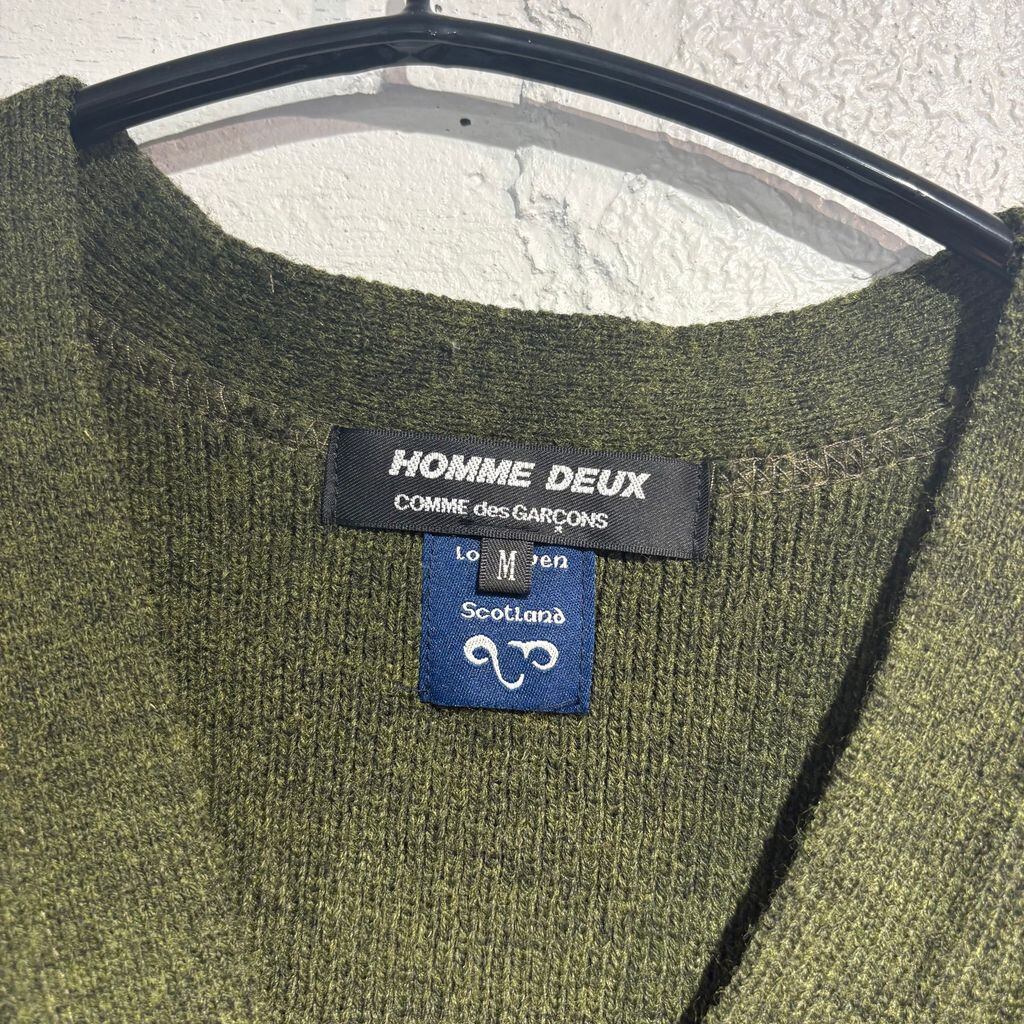 HOMME DEUX
COMME des GARÇONS
M
Scotland